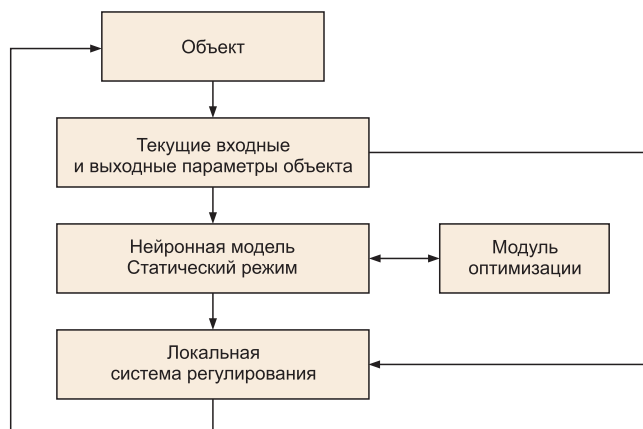 Объект
Текущие входные
и выходные параметры объекта
Нейронная модель
Статический режим
Модуль
оптимизации
Локальная
система регулирования